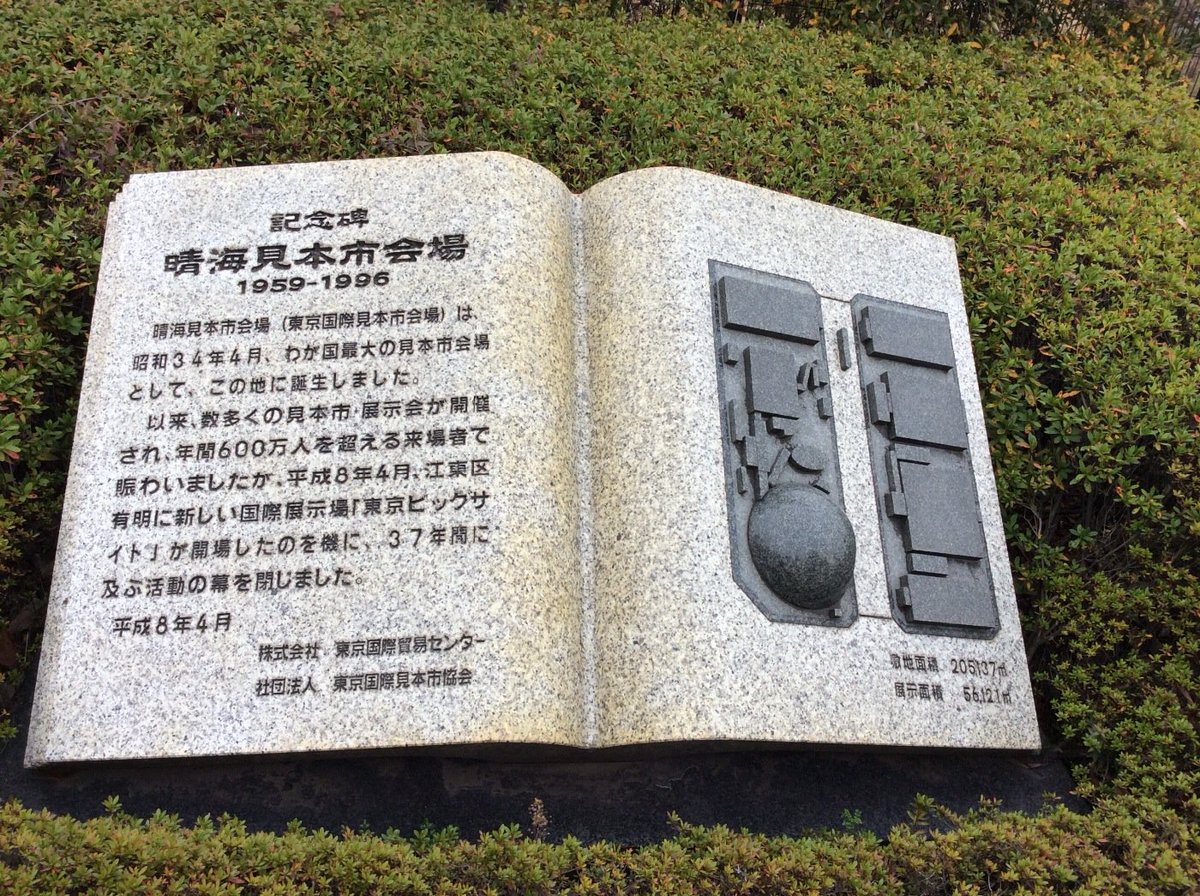 記念碑
晴海見本市会場
1959-1996
晴海見本市会場（東京国際見本市会場）は、
昭和34年4月、わが国最大の見本市会場
として、この地に誕生しました。
以来、数多くの見本市・展示会が開催
され、年間600万人を超える来場者で
賑わいましたが、平成8年4月、江東区
有明に新しい国際展示場「東京ビックサ
イト」が開場したのを機に、37年間に
及ぶ活動の幕を閉じました。
平成8年4月
株式会社　東京国際貿易センター
社団法人　東京国際見本市協会
敷地面積　205,137㎡
展示面積　56,121㎡